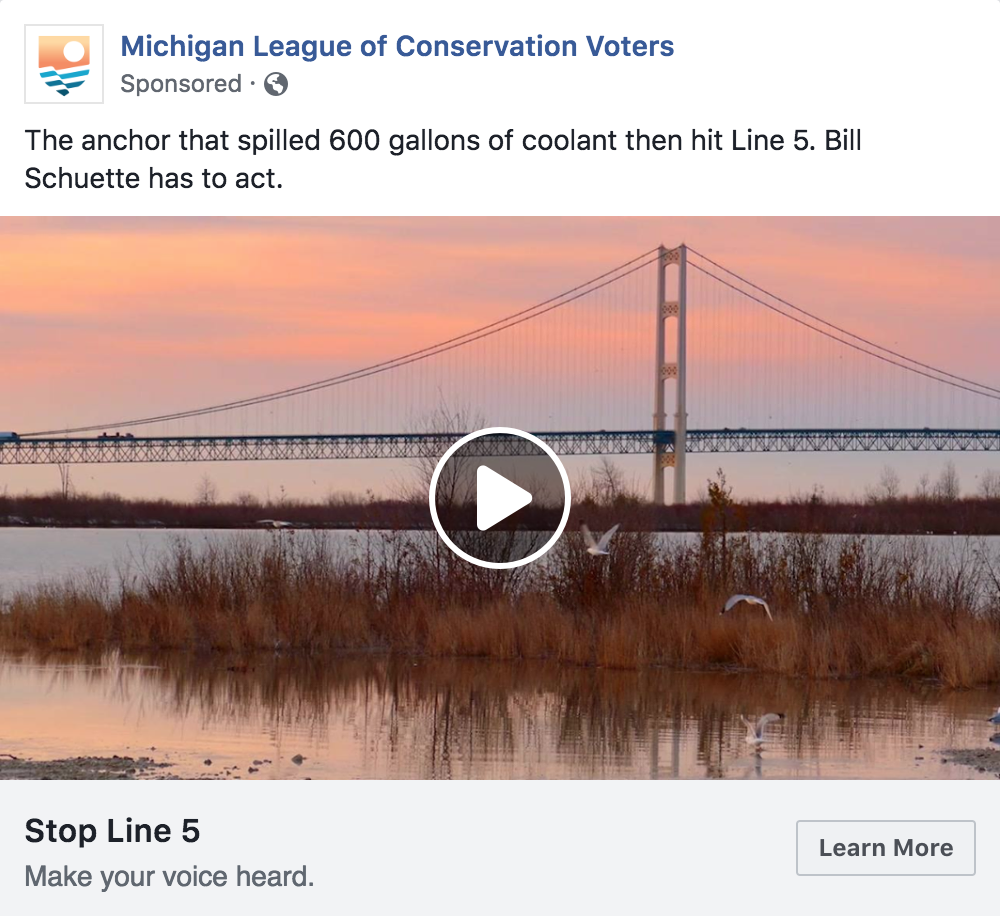 Michigan League of Conservation Voters
Sponsored ·
The anchor that spilled 600 gallons of coolant then hit Line 5. Bill
Schuette has to act.
Stop Line 5
Make your voice heard.
Learn More